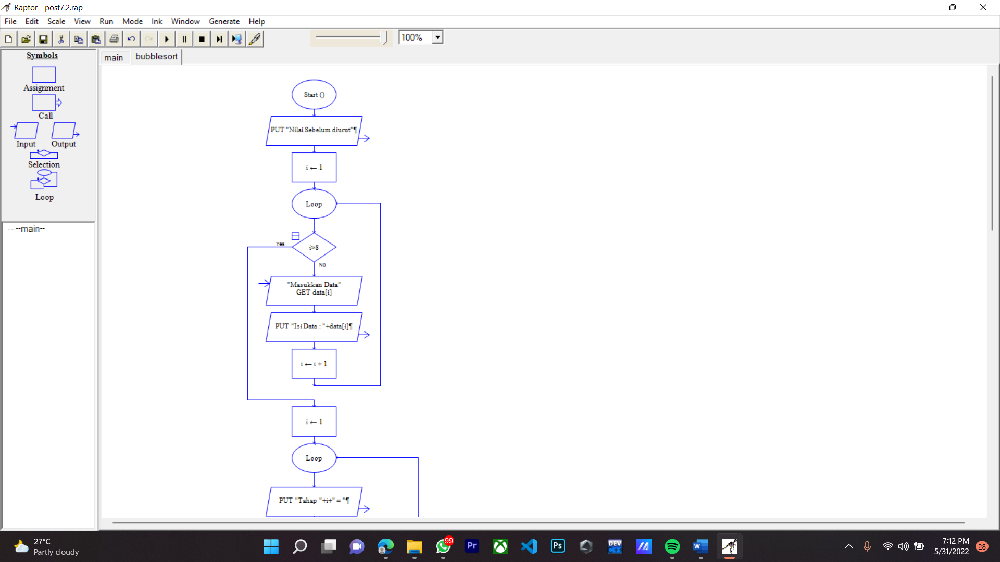 Raptor - post7.2.rap
File Edit Scale View Run Mode Ink Window Generate Help
100%
Symbols
Assignment
Call
Input Output
Selection
Loop
--main--
main bubblesort
Start ()
PUT "Nilai Sebelum diurut"¶
i ← 1
Loop
Yes
i>8
No
"Masukkan Data"
GET data[i]
PUT "Isi Data : "+data[i]¶
i ← i + 1
i ← 1
Loop
PUT "Tahap "+i+" = "¶
27°C
Partly cloudy
99
Pr
Ps
DEV
C++
W
7:12 PM
5/31/2022
28